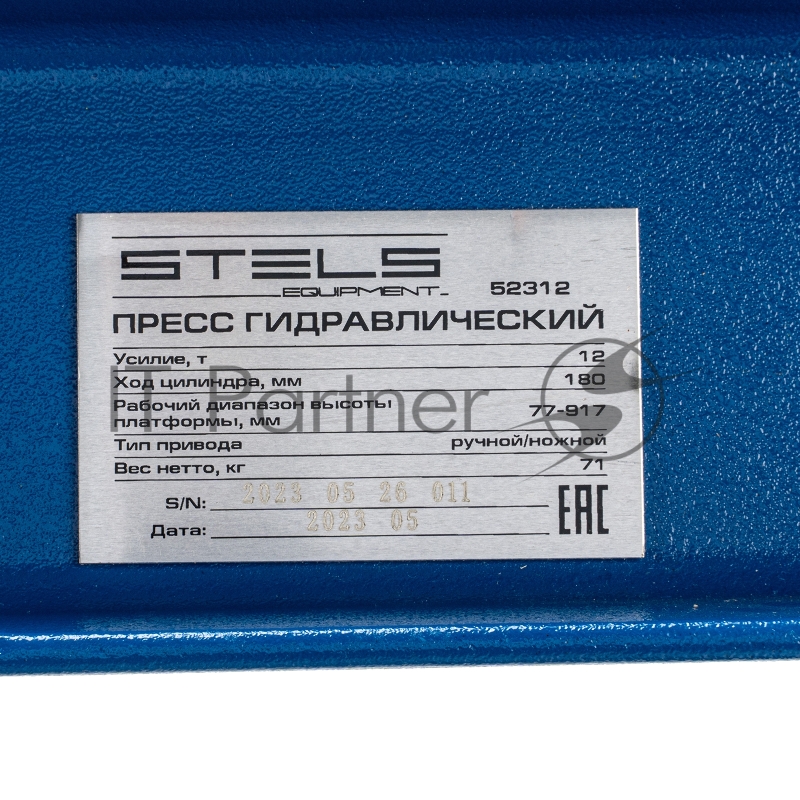 STELS
EQUIPMENT 52312
ПРЕСС ГИДРАВЛИЧЕСКИЙ
Усилие, т 12
Ход цилиндра, мм 180
Рабочий диапазон высоты
платформы, мм 77-917
Тип привода ручной/ножной
Вес нетто, кг 71
S/N: 2023 05 26 011
Дата: 2023 05
EAC
IT Partner